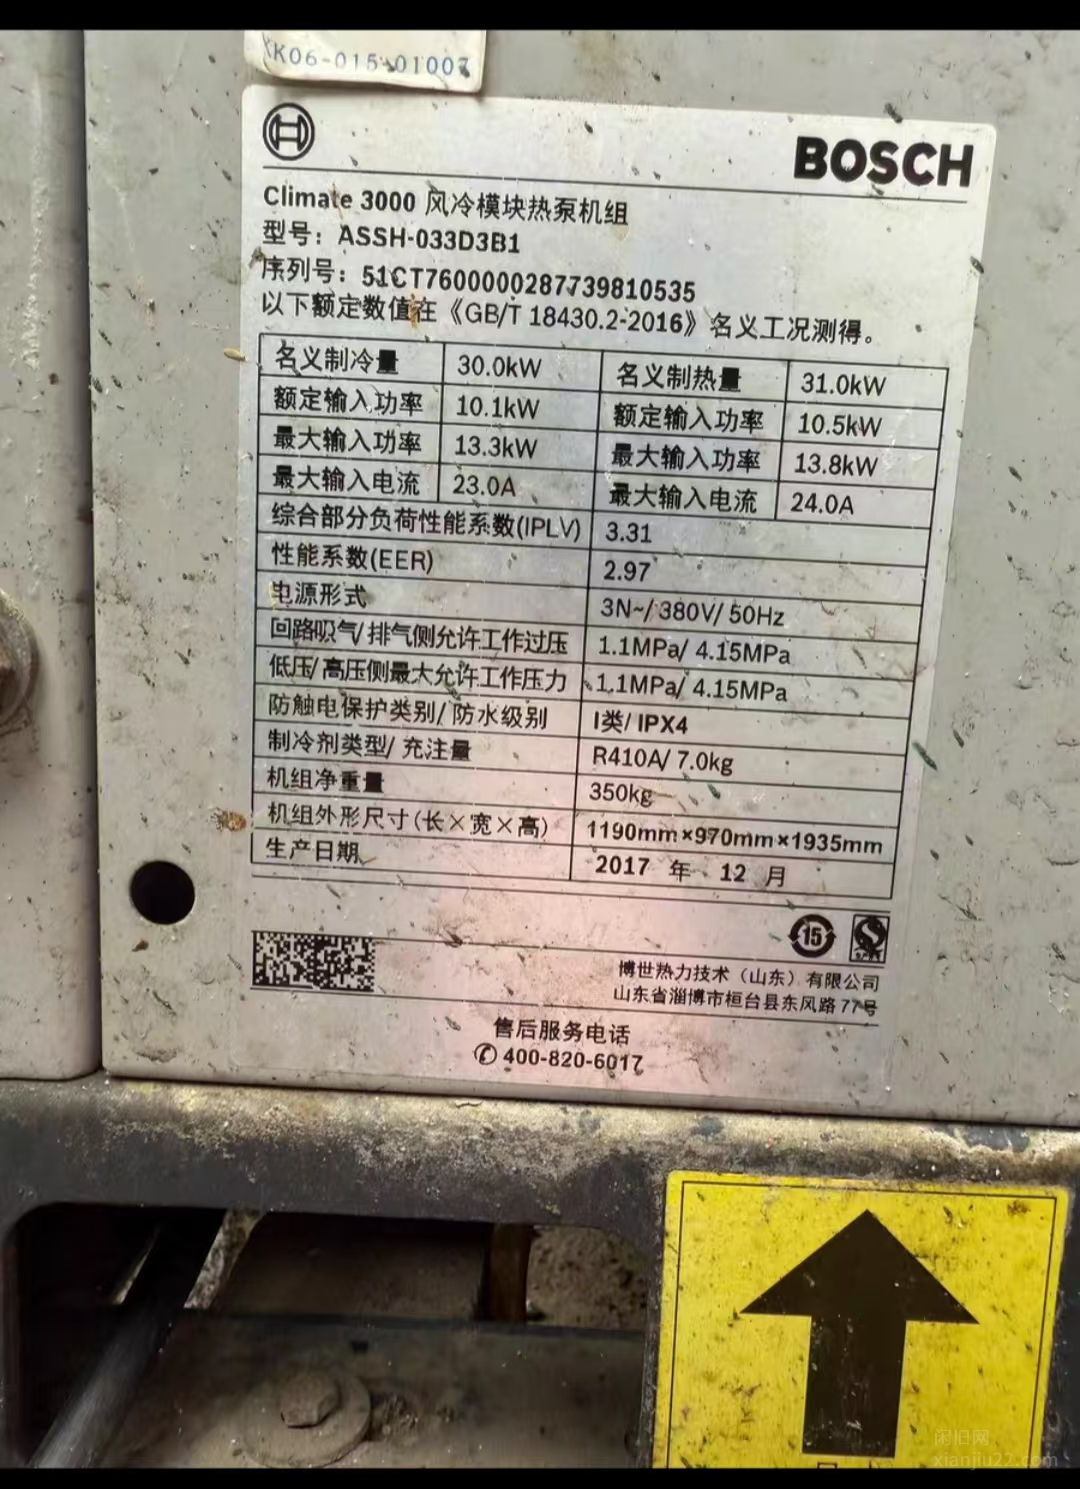 K06-015-01007
BOSCH
Climate 3000 风冷模块热泵机组
型号：ASSH-033D3B1
序列号：51CT7600000287739810535
以下额定数值在《GB/T 18430.2-2016》名义工况测得。
名义制冷量 30.0kW 名义制热量 31.0kW
额定输入功率 10.1kW 额定输入功率 10.5kW
最大输入功率 13.3kW 最大输入功率 13.8kW
最大输入电流 23.0A 最大输入电流 24.0A
综合部分负荷性能系数(IPLV) 3.31
性能系数(EER) 2.97
电源形式 3N~/ 380V/ 50Hz
回路吸气/ 排气侧允许工作过压 1.1MPa/ 4.15MPa
低压/ 高压侧最大允许工作压力 1.1MPa/ 4.15MPa
防触电保护类别/ 防水级别 I类/ IPX4
制冷剂类型/ 充注量 R410A/ 7.0kg
机组净重量 350kg
机组外形尺寸(长×宽×高) 1190mm×970mm×1935mm
生产日期 2017 年 12 月
15
博世热力技术（山东）有限公司
山东省淄博市桓台县东风路77号
售后服务电话
✆ 400-820-6017
闲旧网
xianjiu22.com